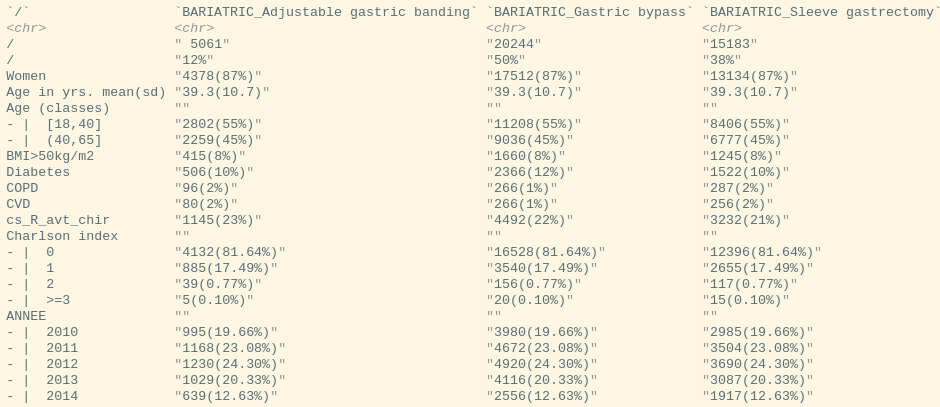 `/` `BARIATRIC_Adjustable gastric banding` `BARIATRIC_Gastric bypass` `BARIATRIC_Sleeve gastrectomy`
<chr> <chr> <chr> <chr>
/ " 5061" "20244" "15183"
/ "12%" "50%" "38%"
Women "4378(87%)" "17512(87%)" "13134(87%)"
Age in yrs. mean(sd) "39.3(10.7)" "39.3(10.7)" "39.3(10.7)"
Age (classes) "" "" ""
- | [18,40] "2802(55%)" "11208(55%)" "8406(55%)"
- | (40,65] "2259(45%)" "9036(45%)" "6777(45%)"
BMI>50kg/m2 "415(8%)" "1660(8%)" "1245(8%)"
Diabetes "506(10%)" "2366(12%)" "1522(10%)"
COPD "96(2%)" "266(1%)" "287(2%)"
CVD "80(2%)" "266(1%)" "256(2%)"
cs_R_avt_chir "1145(23%)" "4492(22%)" "3232(21%)"
Charlson index "" "" ""
- | 0 "4132(81.64%)" "16528(81.64%)" "12396(81.64%)"
- | 1 "885(17.49%)" "3540(17.49%)" "2655(17.49%)"
- | 2 "39(0.77%)" "156(0.77%)" "117(0.77%)"
- | >=3 "5(0.10%)" "20(0.10%)" "15(0.10%)"
ANNEE "" "" ""
- | 2010 "995(19.66%)" "3980(19.66%)" "2985(19.66%)"
- | 2011 "1168(23.08%)" "4672(23.08%)" "3504(23.08%)"
- | 2012 "1230(24.30%)" "4920(24.30%)" "3690(24.30%)"
- | 2013 "1029(20.33%)" "4116(20.33%)" "3087(20.33%)"
- | 2014 "639(12.63%)" "2556(12.63%)" "1917(12.63%)"